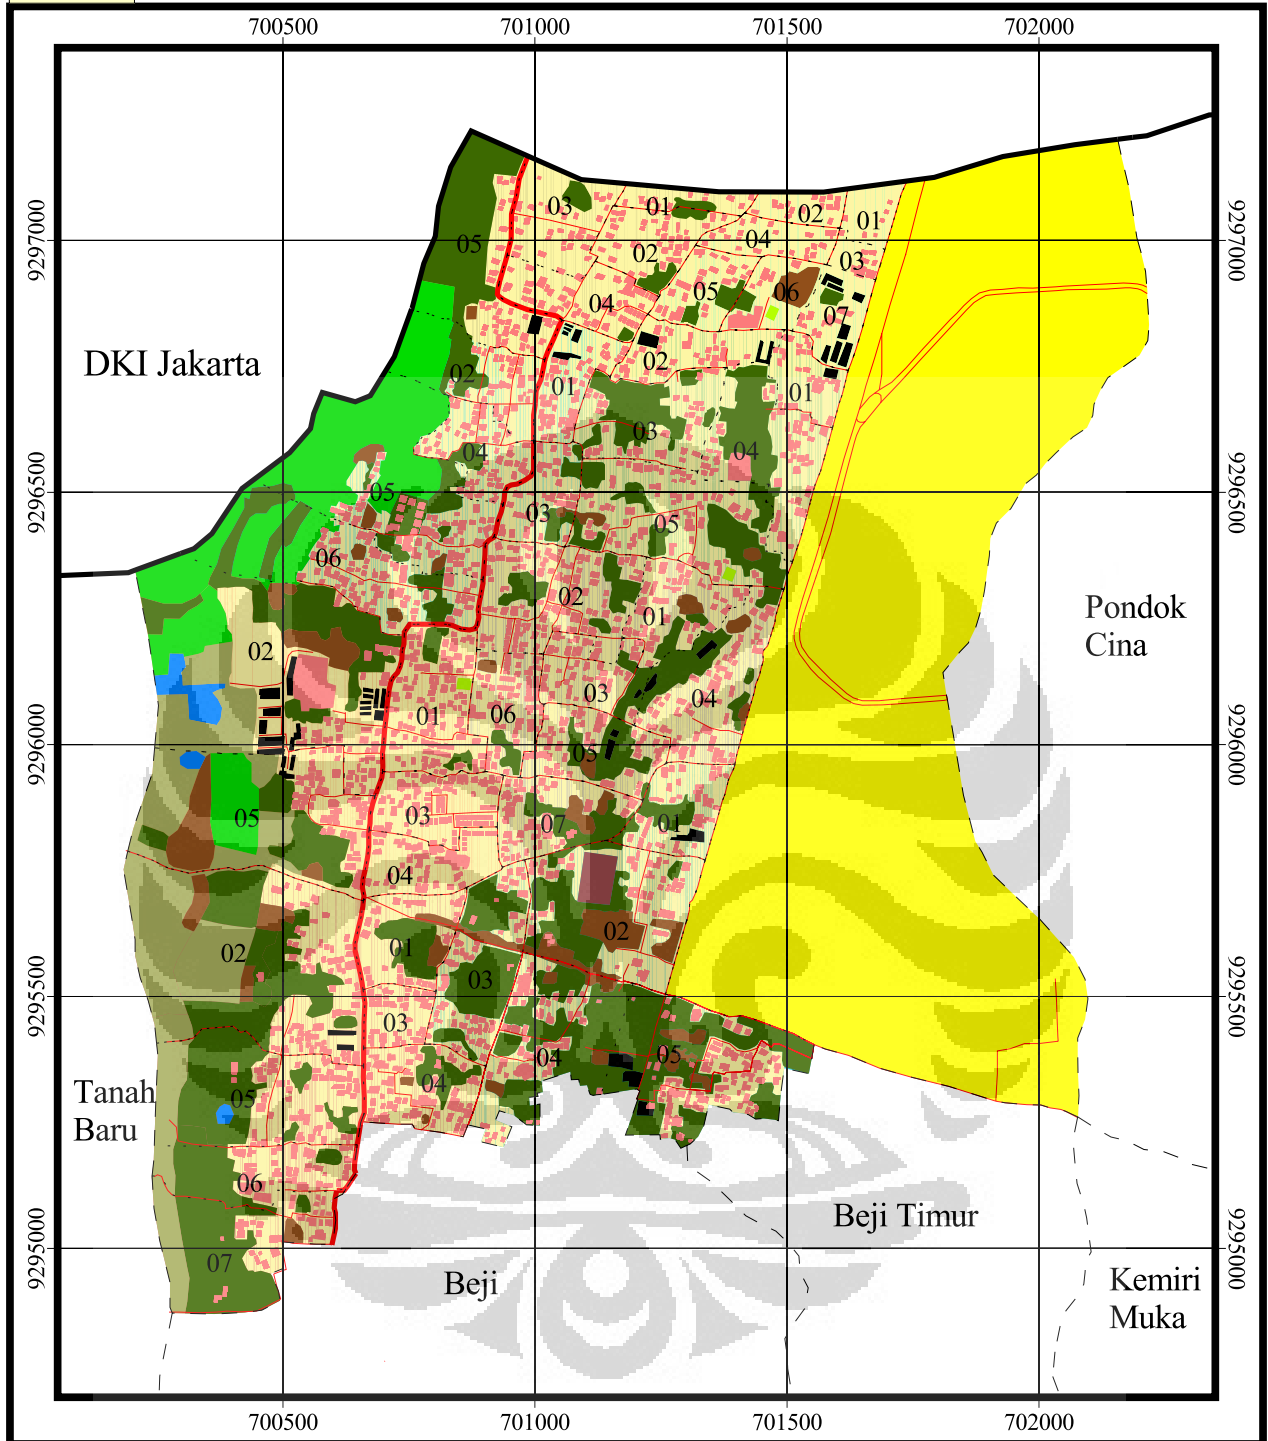 700500 701000 701500 702000
9297000
9297000
03 01 02 01
05 02 04 03
04 05 06 07
DKI Jakarta
02 01 02 01
04 03 04
9296500
9296500
05 03 05
06 02 01
Pondok
Cina
02 03 04
01 06
9296000
9296000
05
05 03 07 01
04
02 01 02
03
9295500
9295500
03
04 05
Tanah
Baru
05 04
06
Beji Timur
07
9295000
9295000
Beji
Kemiri
Muka
700500 701000 701500 702000